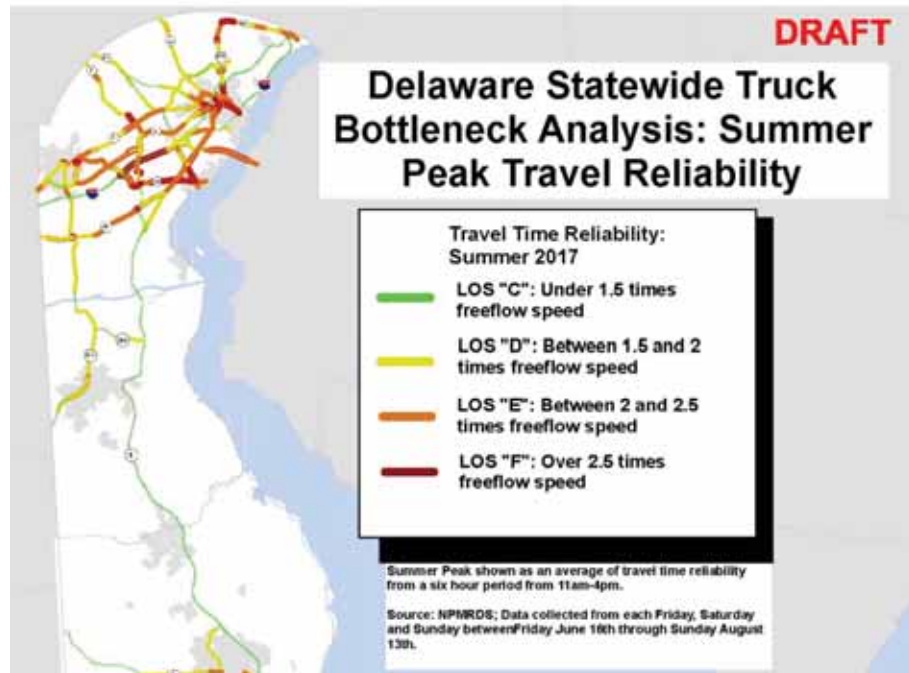 DRAFT
Delaware Statewide Truck
Bottleneck Analysis: Summer
Peak Travel Reliability
Travel Time Reliability:
Summer 2017
LOS "C": Under 1.5 times
freeflow speed
LOS "D": Between 1.5 and 2
times freeflow speed
LOS "E": Between 2 and 2.5
times freeflow speed
LOS "F": Over 2.5 times
freeflow speed
Summer Peak shown as an average of travel time reliability
from a six hour period from 11am-4pm.
Source: NPMRDS; Data collected from each Friday, Saturday
and Sunday betweenFriday June 16th through Sunday August
13th.